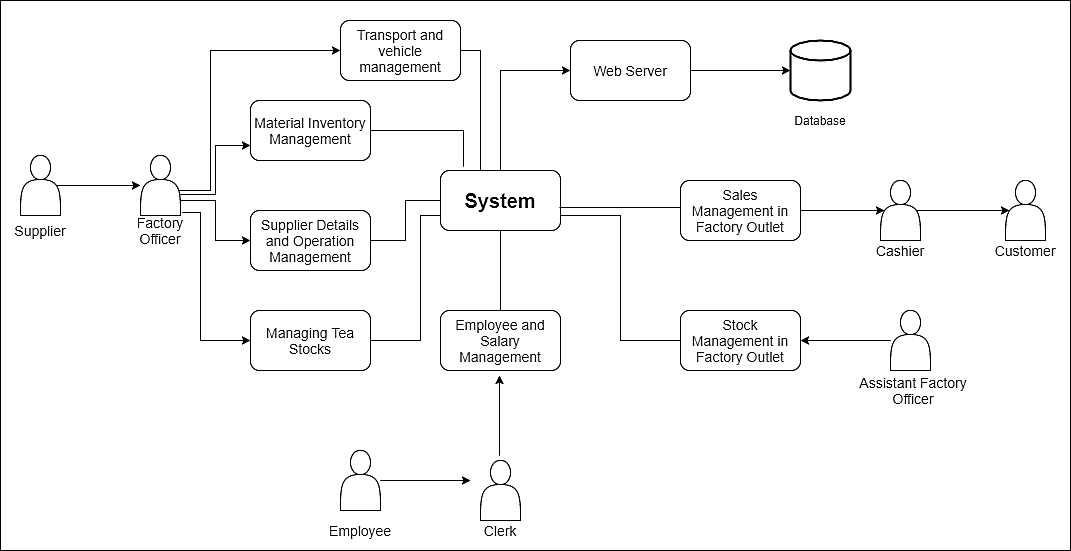 Transport and
vehicle
management
Web Server
Database
Material Inventory
Management
Supplier
Factory
Officer
Supplier Details
and Operation
Management
System
Sales
Management in
Factory Outlet
Cashier
Customer
Managing Tea
Stocks
Employee and
Salary
Management
Stock
Management in
Factory Outlet
Assistant Factory
Officer
Employee
Clerk